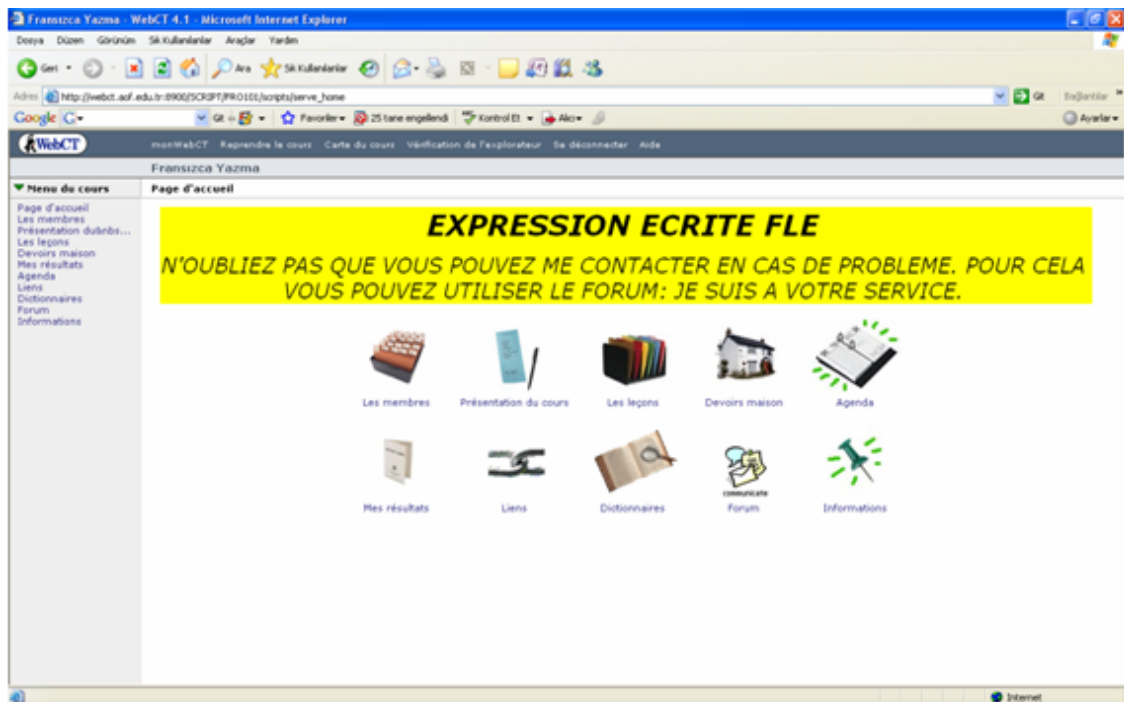 Fransızca Yazma - WebCT 4.1 - Microsoft Internet Explorer
Dosya Düzen Görünüm Sık Kullanılanlar Araçlar Yardım
Geri Ara Sık Kullanılanlar
Adres http://webct.aof.edu.tr:8900/SCRIPT/PRO101/scripts/serve_home Git Bağlantılar »
Google G Git Favoriler 25 tane engellendi Kontrol Et Ayarlar
WebCT monWebCT Reprendre le cours Carte du cours Vérification de l'explorateur Se déconnecter Aide
Fransızca Yazma
Menu du cours Page d'accueil
Page d'accueil
Les membres
Présentation du&nbs...
Les leçons
Devoirs maison
Mes résultats
Agenda
Liens
Dictionnaires
Forum
Informations
EXPRESSION ECRITE FLE
N'OUBLIEZ PAS QUE VOUS POUVEZ ME CONTACTER EN CAS DE PROBLEME. POUR CELA
VOUS POUVEZ UTILISER LE FORUM: JE SUIS A VOTRE SERVICE.
Les membres Présentation du cours Les leçons Devoirs maison Agenda
communicate
Mes résultats Liens Dictionnaires Forum Informations
Internet